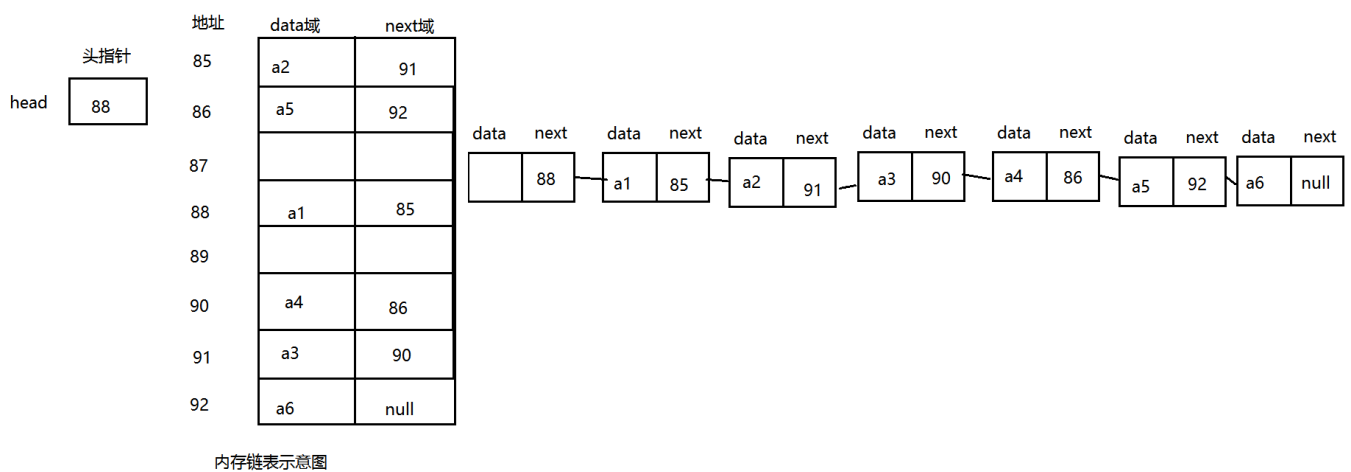 地址 data域 next域
头指针
head 88
85 a2 91
86 a5 92
87
88 a1 85
89
90 a4 86
91 a3 90
92 a6 null
data next data next data next data next data next data next data next
88 a1 85 a2 91 a3 90 a4 86 a5 92 a6 null
内存链表示意图